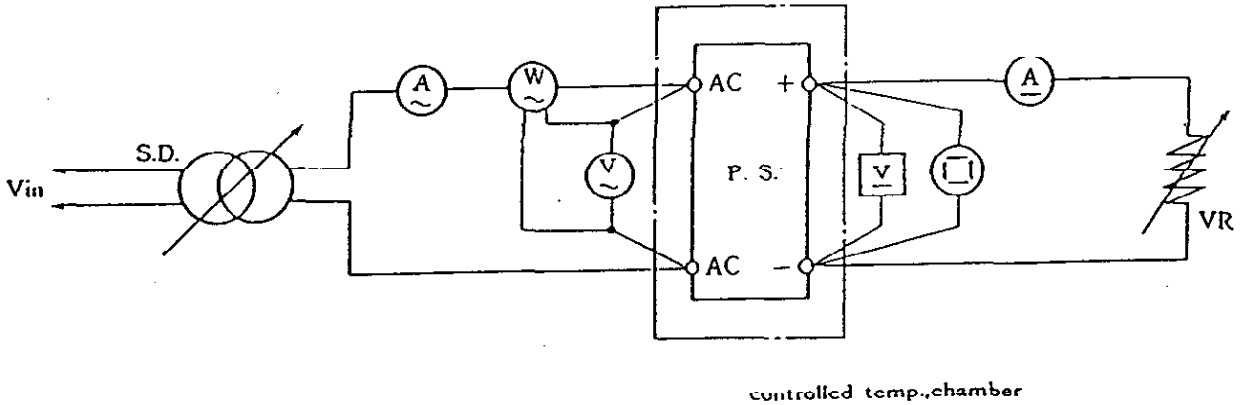 S.D.
Vin
A
W
V
AC +
P. S.
AC −
V
A
VR
controlled temp.,chamber